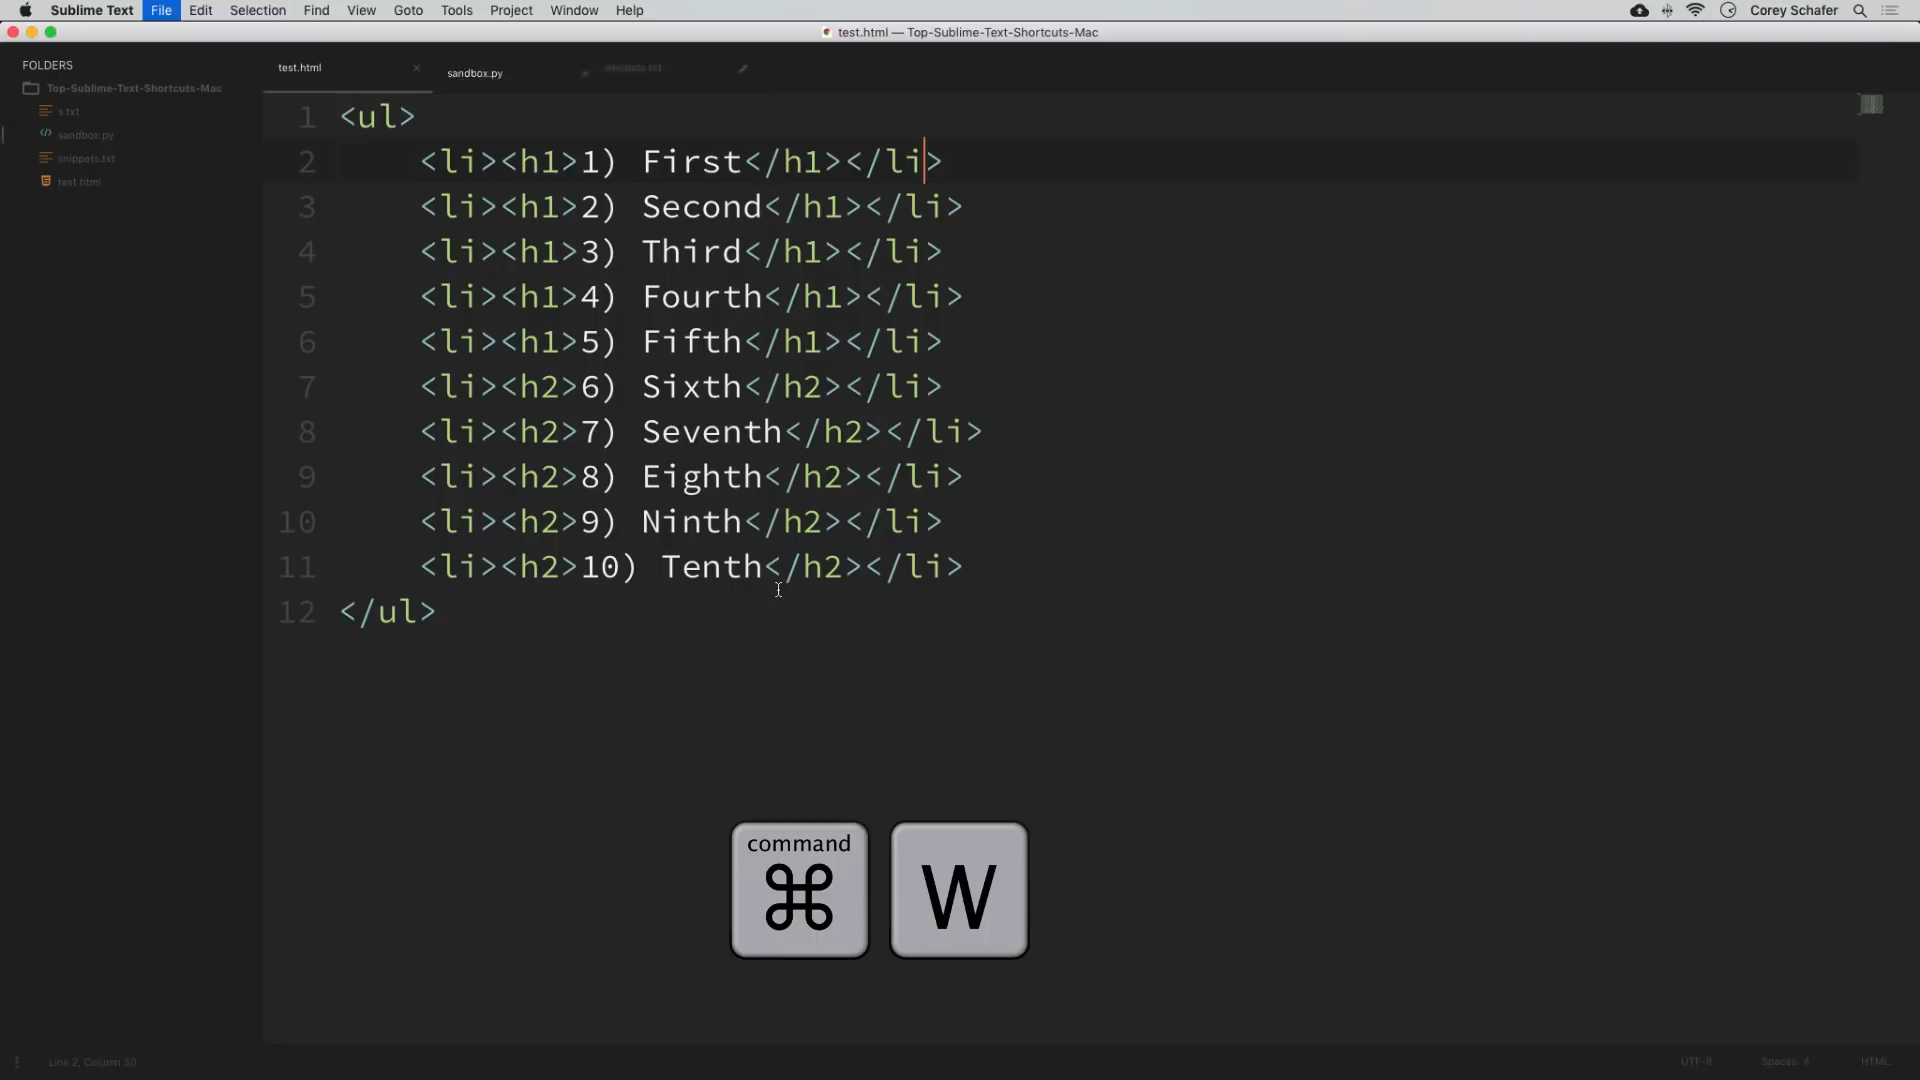 Sublime Text File Edit Selection Find View Goto Tools Project Window Help Corey Schafer
test.html — Top-Sublime-Text-Shortcuts-Mac
FOLDERS
Top-Sublime-Text-Shortcuts-Mac
s.txt
sandbox.py
snippets.txt
test.html
test.html sandbox.py
1 <ul>
2 <li><h1>1) First</h1></li>
3 <li><h1>2) Second</h1></li>
4 <li><h1>3) Third</h1></li>
5 <li><h1>4) Fourth</h1></li>
6 <li><h1>5) Fifth</h1></li>
7 <li><h2>6) Sixth</h2></li>
8 <li><h2>7) Seventh</h2></li>
9 <li><h2>8) Eighth</h2></li>
10 <li><h2>9) Ninth</h2></li>
11 <li><h2>10) Tenth</h2></li>
12 </ul>
command
⌘ W
Line 2, Column 30 UTF-8 Spaces: HTML